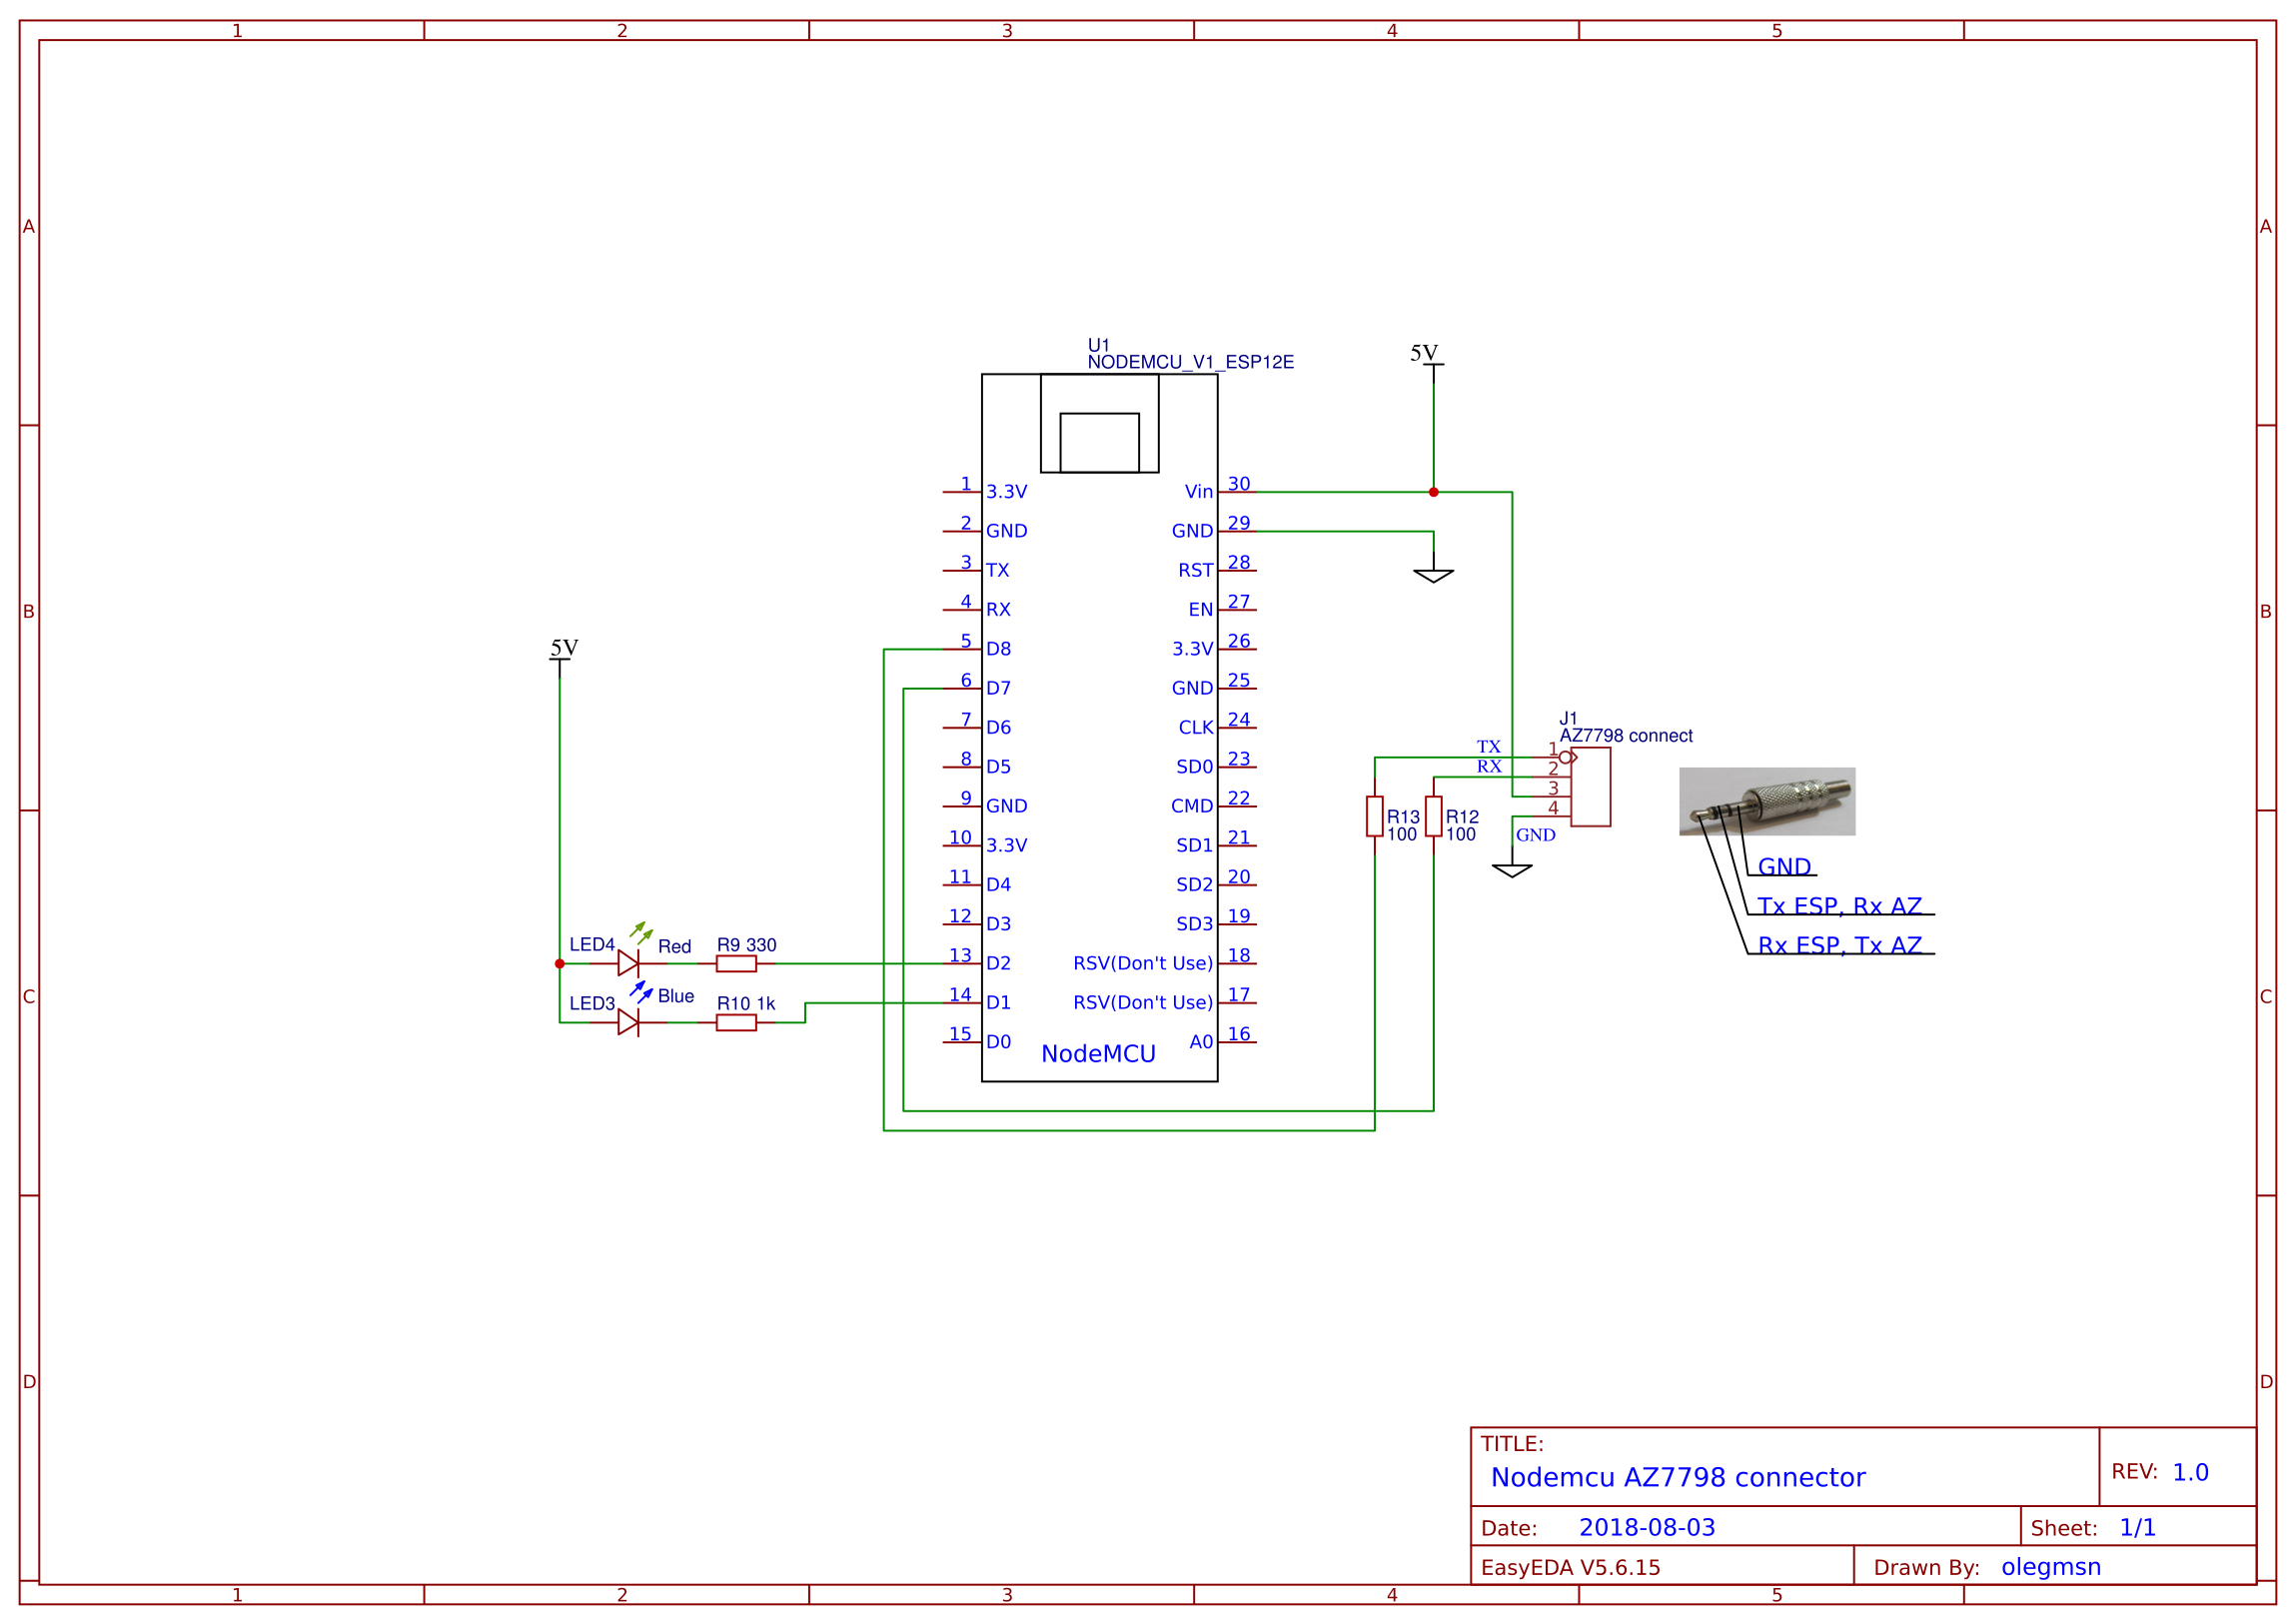 1 2 3 4 5
A A
U1
NODEMCU_V1_ESP12E
5V
1 3.3V Vin 30
2 GND GND 29
3 TX RST 28
4 RX EN 27
B B
5 D8 3.3V 26
5V
6 D7 GND 25
7 D6 CLK 24
J1
AZ7798 connect
TX 1
8 D5 SD0 23
RX 2
3
9 GND CMD 22
4
R13 R12
100 100
GND
10 3.3V SD1 21
GND
11 D4 SD2 20
Tx ESP, Rx AZ
12 D3 SD3 19
LED4 Red R9 330
Rx ESP, Tx AZ
13 D2 RSV(Don't Use) 18
C C
LED3 Blue R10 1k
14 D1 RSV(Don't Use) 17
15 D0 A0 16
NodeMCU
D D
TITLE:
Nodemcu AZ7798 connector
REV: 1.0
Date: 2018-08-03
Sheet: 1/1
EasyEDA V5.6.15
Drawn By: olegmsn
1 2 3 4 5